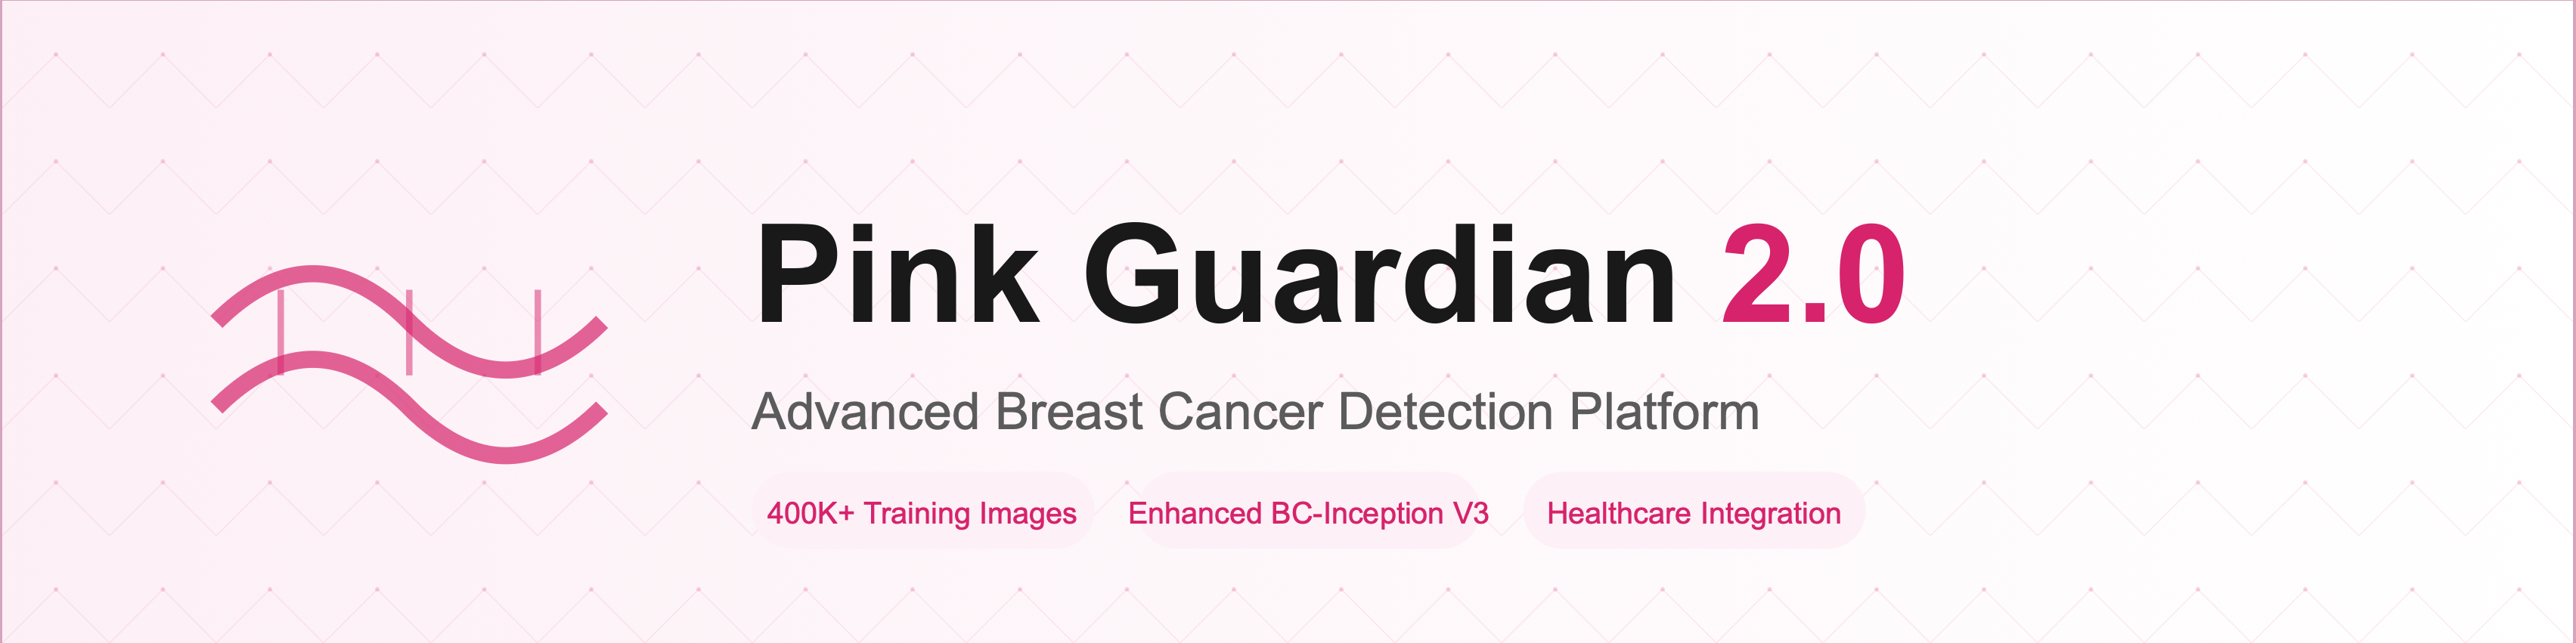 Pink Guardian 2.0
Advanced Breast Cancer Detection Platform
400K+ Training Images
Enhanced BC-Inception V3
Healthcare Integration